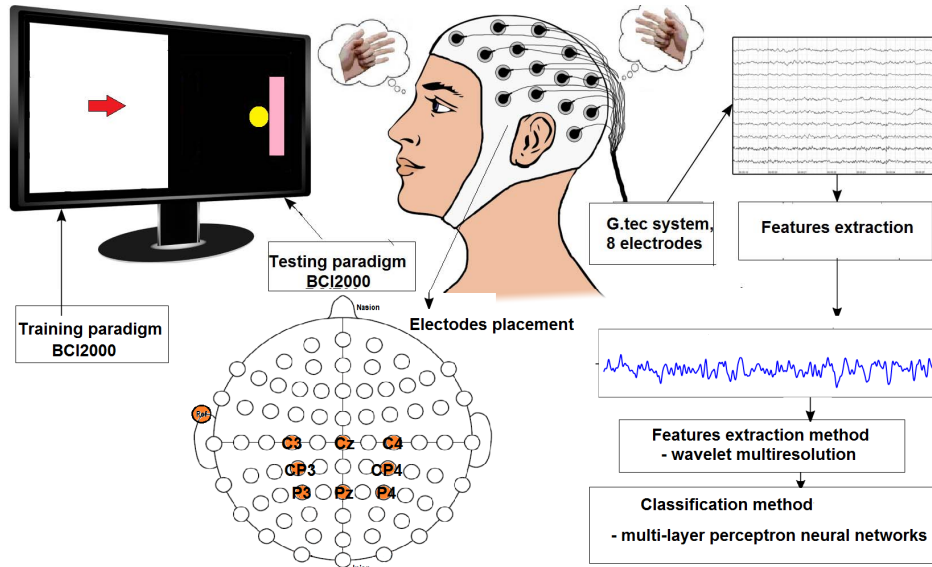 G.tec system,
8 electrodes
Features extraction
Testing paradigm
BCI2000
Training paradigm
BCI2000
Nasion
Electodes placement
Ref
C3
Cz
C4
CP3
CP4
P3
Pz
P4
Features extraction method
- wavelet multiresolution
Classification method
- multi-layer perceptron neural networks